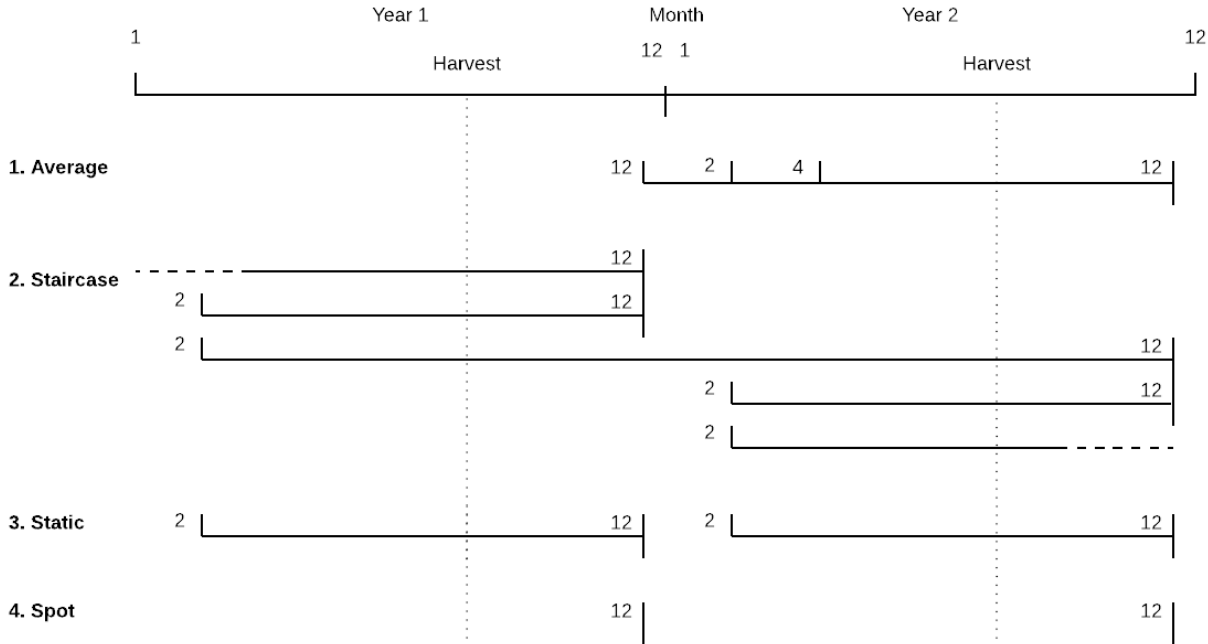 Year 1 Month Year 2
1 12
12 1
Harvest Harvest
1. Average 12 2 4 12
12
2. Staircase
2 12
2 12
2 12
2
3. Static 2 12 2 12
4. Spot 12 12